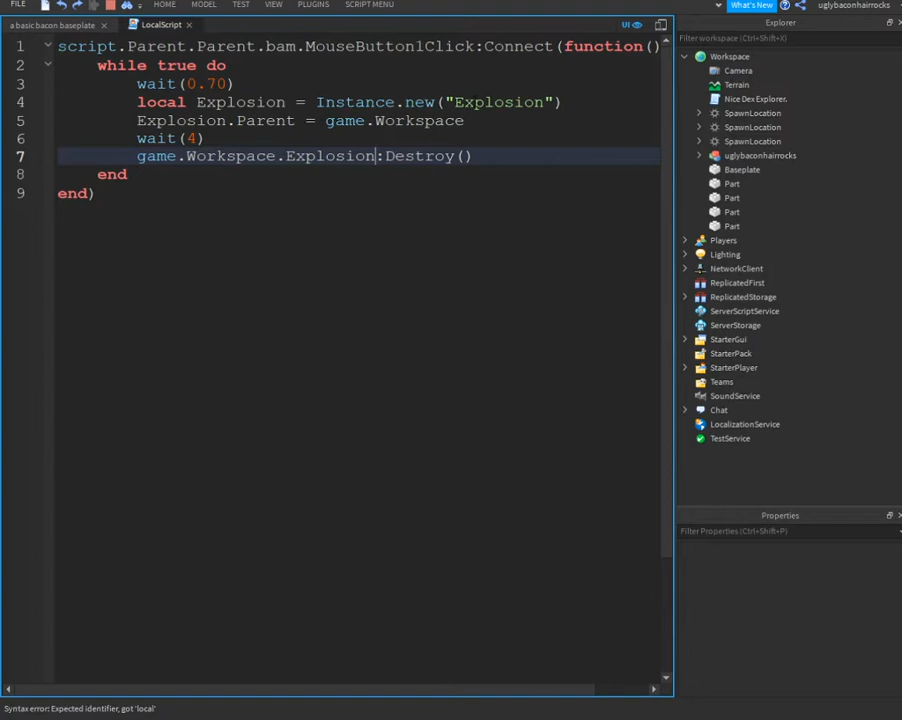 FILE HOME MODEL TEST VIEW PLUGINS SCRIPT MENU What's New uglybaconhairrocks
a basic bacon baseplate LocalScript UI
1 script.Parent.Parent.bam.MouseButton1Click:Connect(function()
2 while true do
3 wait(0.70)
4 local Explosion = Instance.new("Explosion")
5 Explosion.Parent = game.Workspace
6 wait(4)
7 game.Workspace.Explosion:Destroy()
8 end
9 end)
Explorer
Filter workspace (Ctrl+Shift+X)
Workspace
Camera
Terrain
Nice Dex Explorer.
SpawnLocation
SpawnLocation
SpawnLocation
uglybaconhairrocks
Baseplate
Part
Part
Part
Part
Players
Lighting
NetworkClient
ReplicatedFirst
ReplicatedStorage
ServerScriptService
ServerStorage
StarterGui
StarterPack
StarterPlayer
Teams
SoundService
Chat
LocalizationService
TestService
Properties
Filter Properties (Ctrl+Shift+P)
Syntax error: Expected identifier, got 'local'